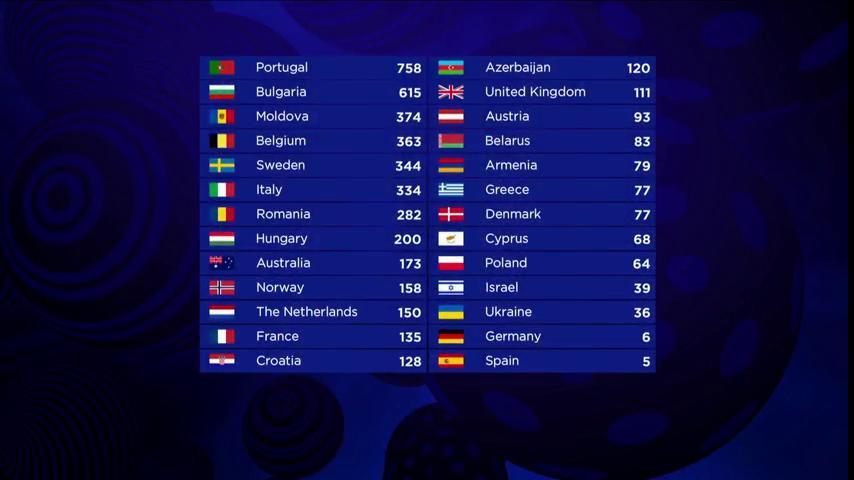 Portugal 758
Bulgaria 615
Moldova 374
Belgium 363
Sweden 344
Italy 334
Romania 282
Hungary 200
Australia 173
Norway 158
The Netherlands 150
France 135
Croatia 128
Azerbaijan 120
United Kingdom 111
Austria 93
Belarus 83
Armenia 79
Greece 77
Denmark 77
Cyprus 68
Poland 64
Israel 39
Ukraine 36
Germany 6
Spain 5